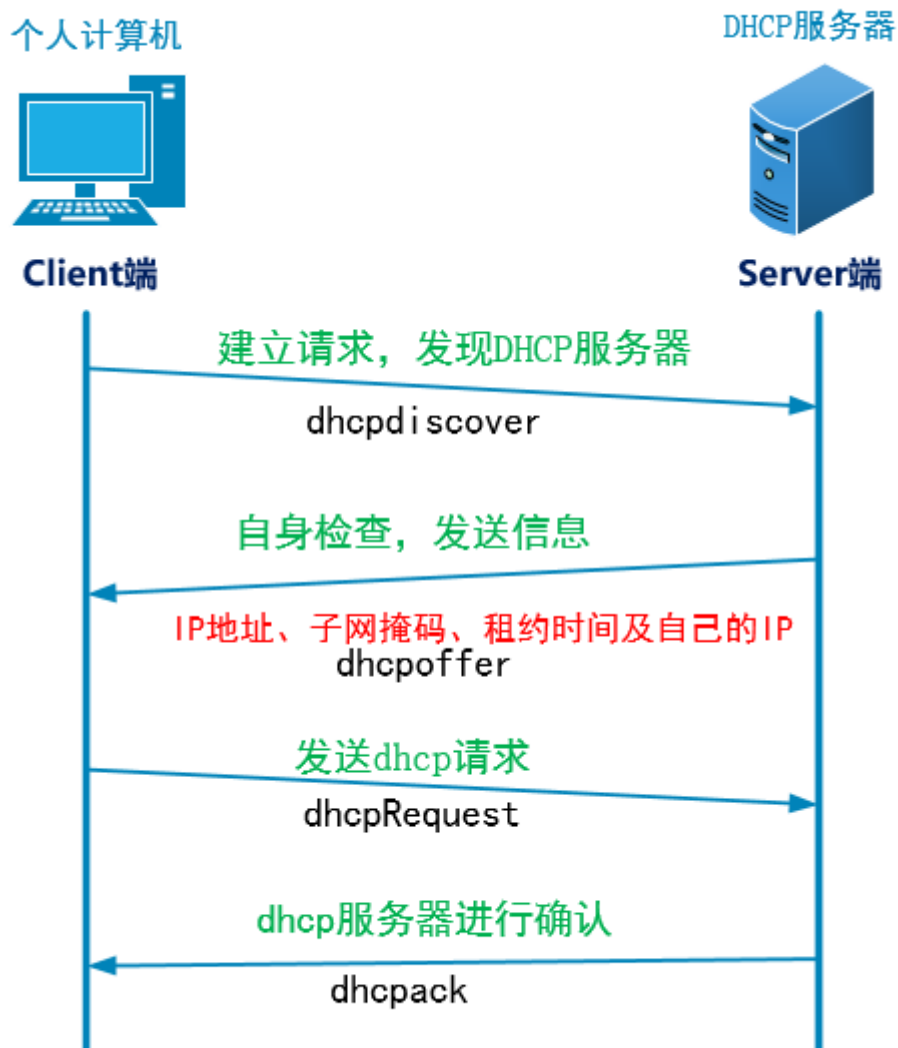 个人计算机
DHCP服务器
Client端
Server端
建立请求，发现DHCP服务器
dhcpdiscover
自身检查，发送信息
IP地址、子网掩码、租约时间及自己的IP
dhcpoffer
发送dhcp请求
dhcpRequest
dhcp服务器进行确认
dhcpack